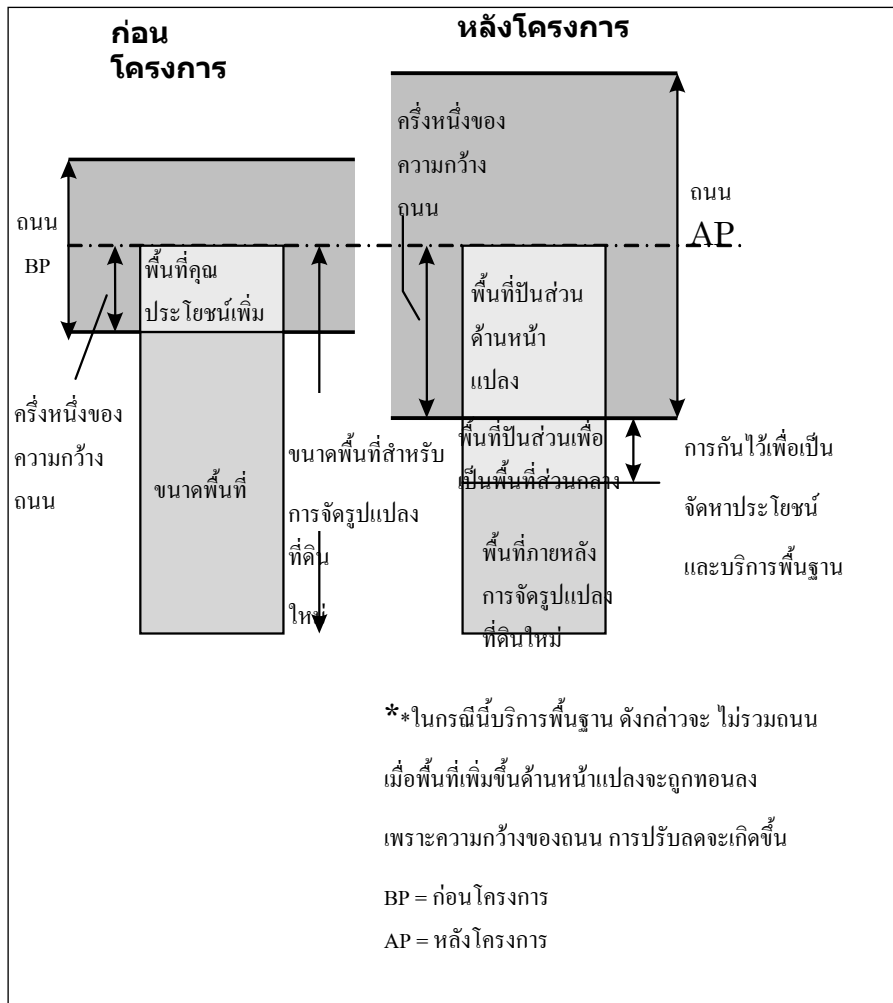 ก่อน
โครงการ
หลังโครงการ
ครึ่งหนึ่งของ
ความกว้าง
ถนน
ถนน
BP
ถนน
AP
พื้นที่คุณ
ประโยชน์เพิ่ม
พื้นที่ปันส่วน
ด้านหน้า
แปลง
ครึ่งหนึ่งของ
ความกว้าง
ถนน
ขนาดพื้นที่
ขนาดพื้นที่สำหรับ
การจัดรูปแปลง
ที่ดิน
ใหม่
พื้นที่ปันส่วนเพื่อ
เป็นพื้นที่ส่วนกลาง
การกันไว้เพื่อเป็น
จัดหาประโยชน์
และบริการพื้นฐาน
พื้นที่ภายหลัง
การจัดรูปแปลง
ที่ดินใหม่
**ในกรณีนี้บริการพื้นฐาน ดังกล่าวจะ ไม่รวมถนน
เมื่อพื้นที่เพิ่มขึ้นด้านหน้าแปลงจะถูกทอนลง
เพราะความกว้างของถนน การปรับลดจะเกิดขึ้น
BP = ก่อนโครงการ
AP = หลังโครงการ